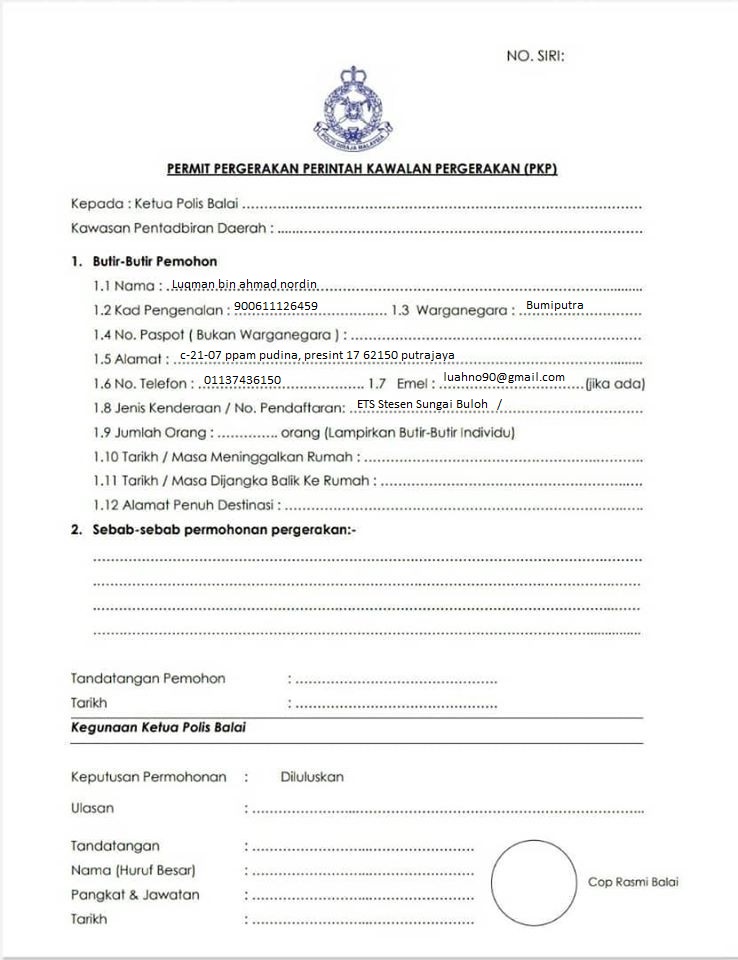 NO. SIRI:
POLIS DIRAJA MALAYSIA
PERMIT PERGERAKAN PERINTAH KAWALAN PERGERAKAN (PKP)
Kepada : Ketua Polis Balai ........................................................................
Kawasan Pentadbiran Daerah : ........................................................................
1. Butir-Butir Pemohon
1.1 Nama : Luqman bin ahmad nordin
1.2 Kad Pengenalan : 900611126459 ........................ 1.3 Warganegara : Bumiputra
1.4 No. Paspot ( Bukan Warganegara ) : ........................................................................
1.5 Alamat : c-21-07 ppam pudina, presint 17 62150 putrajaya
1.6 No. Telefon : 01137436150 ........................ 1.7 Emel : luahno90@gmail.com ....(jika ada)
1.8 Jenis Kenderaan / No. Pendaftaran: ETS Stesen Sungai Buloh /
1.9 Jumlah Orang : .............. orang (Lampirkan Butir-Butir Individu)
1.10 Tarikh / Masa Meninggalkan Rumah : ............................................................
1.11 Tarikh / Masa Dijangka Balik Ke Rumah : ............................................................
1.12 Alamat Penuh Destinasi : ........................................................................
2. Sebab-sebab permohonan pergerakan:-
Tandatangan Pemohon : ..................................................
Tarikh : ..................................................
Kegunaan Ketua Polis Balai
Keputusan Permohonan : Diluluskan
Ulasan : ........................................................................
Tandatangan : ..................................................
Nama (Huruf Besar) : ..................................................
Pangkat & Jawatan : ..................................................
Cop Rasmi Balai
Tarikh : ..................................................